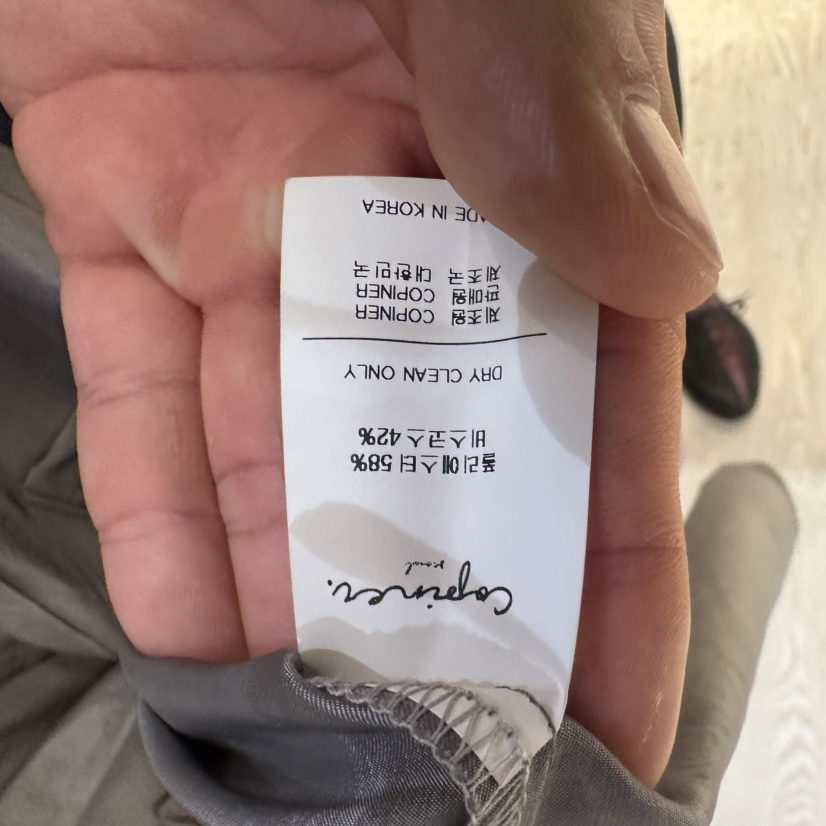 Copiner.
폴리에스터 58%
비스코스 42%
DRY CLEAN ONLY
제조원 COPINER
판매원 COPINER
제조국 대한민국
IN KOREA